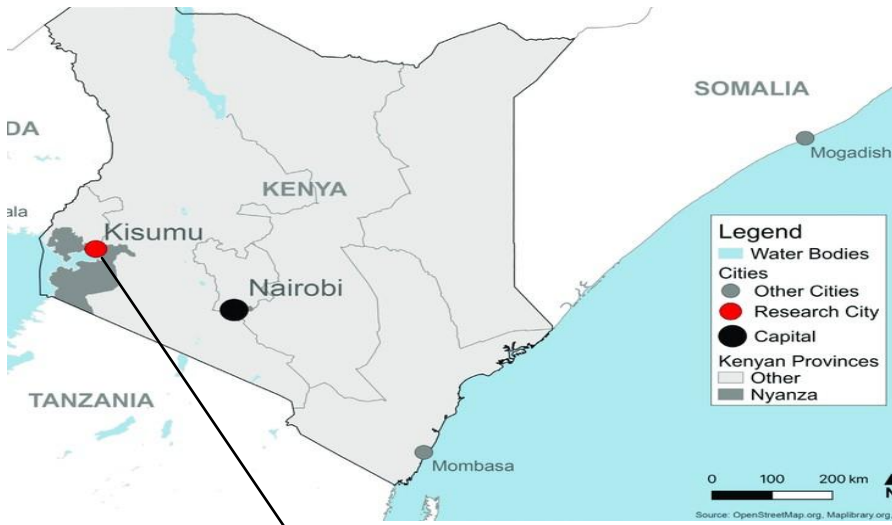 SOMALIA
DA
Mogadish
KENYA
ala
Kisumu
Nairobi
TANZANIA
Mombasa
Legend
Water Bodies
Cities
Other Cities
Research City
Capital
Kenyan Provinces
Other
Nyanza
0 100 200 km
N
Source: OpenStreetMap.org, Maplibrary.org